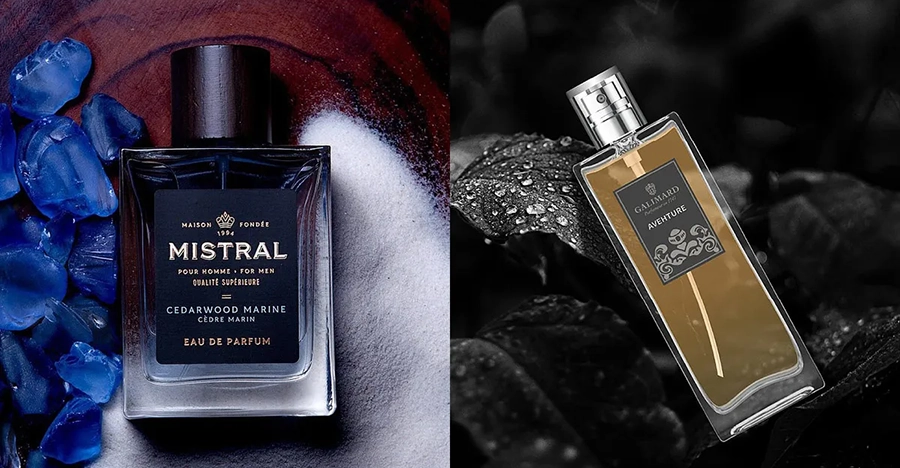 MAISON FONDÉE
1994
MISTRAL
POUR HOMME • FOR MEN
QUALITÉ SUPÉRIEURE
CEDARWOOD MARINE
CÈDRE MARIN
EAU DE PARFUM
GALIMARD
AVENTURE